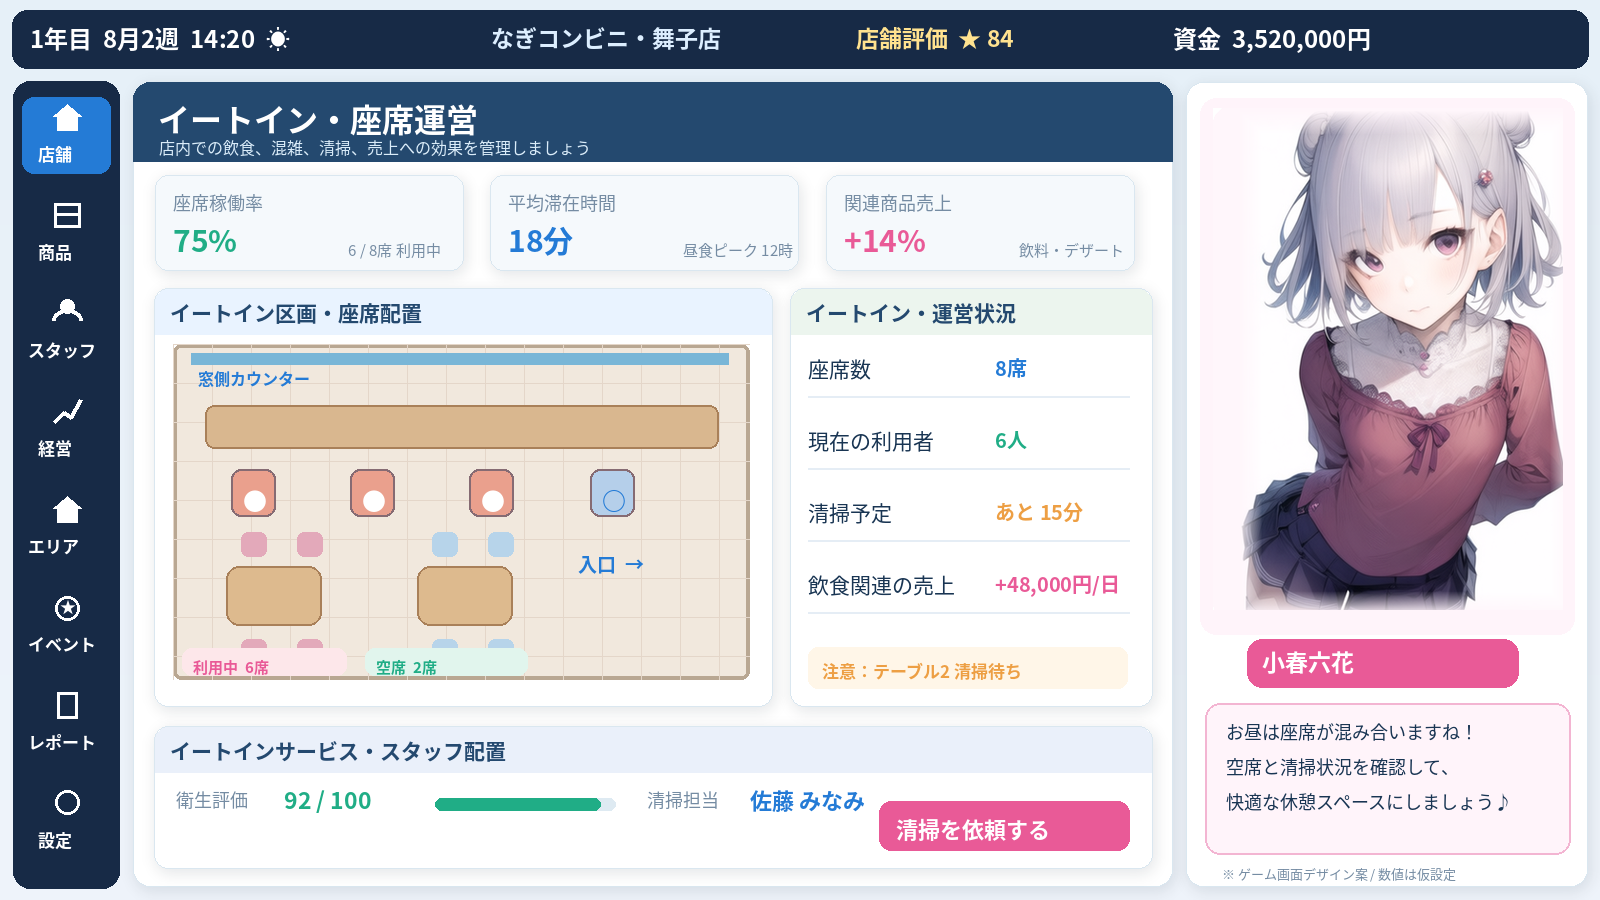 1年目 8月2週 14:20
なぎコンビニ・舞子店
店舗評価 ★ 84
資金 3,520,000円
店舗
商品
スタッフ
経営
エリア
イベント
レポート
設定
イートイン・座席運営
店内での飲食、混雑、清掃、売上への効果を管理しましょう
座席稼働率
75%
6 / 8席 利用中
平均滞在時間
18分
昼食ピーク 12時
関連商品売上
+14%
飲料・デザート
イートイン区画・座席配置
窓側カウンター
入口 →
利用中 6席
空席 2席
イートイン・運営状況
座席数 8席
現在の利用者 6人
清掃予定 あと 15分
飲食関連の売上 +48,000円/日
注意：テーブル2 清掃待ち
イートインサービス・スタッフ配置
衛生評価 92 / 100
清掃担当 佐藤 みなみ
清掃を依頼する
小春六花
お昼は座席が混み合いますね！
空席と清掃状況を確認して、
快適な休憩スペースにしましょう♪
※ ゲーム画面デザイン案 / 数値は仮設定